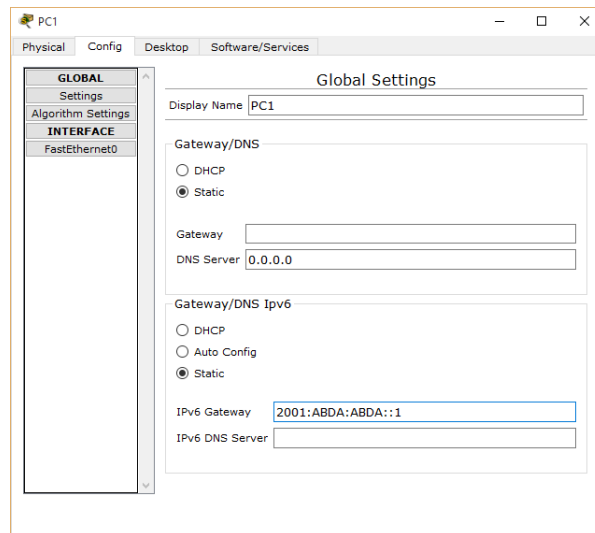 PC1
Physical Config Desktop Software/Services
GLOBAL
Settings
Algorithm Settings
INTERFACE
FastEthernet0
Global Settings
Display Name PC1
Gateway/DNS
DHCP
Static
Gateway
DNS Server 0.0.0.0
Gateway/DNS Ipv6
DHCP
Auto Config
Static
IPv6 Gateway 2001:ABDA:ABDA::1
IPv6 DNS Server